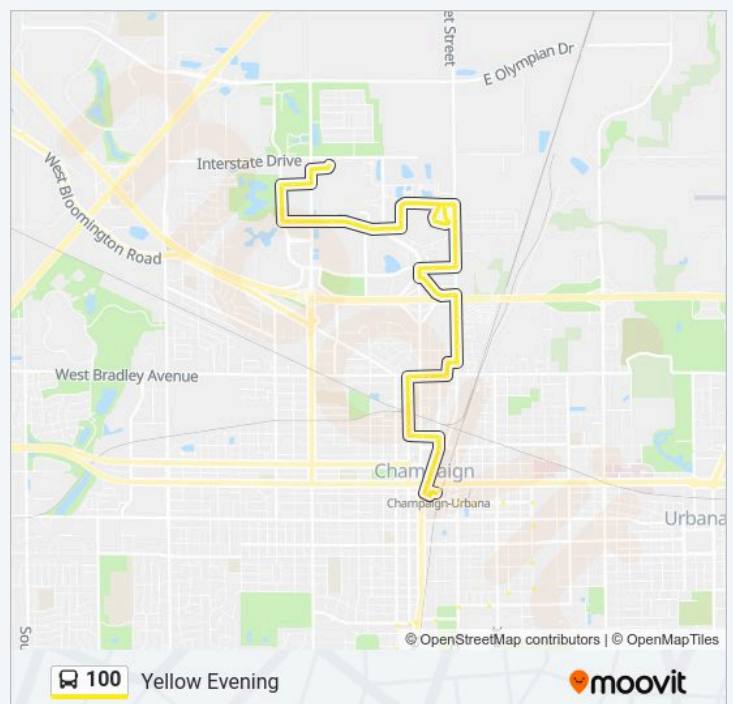 et Street
E Olympian Dr
Interstate Drive
West Bloomington Road
West Bradley Avenue
Champaign
Champaign-Urbana
Urbana
Sou
© OpenStreetMap contributors | © OpenMapTiles
100 Yellow Evening
moovit